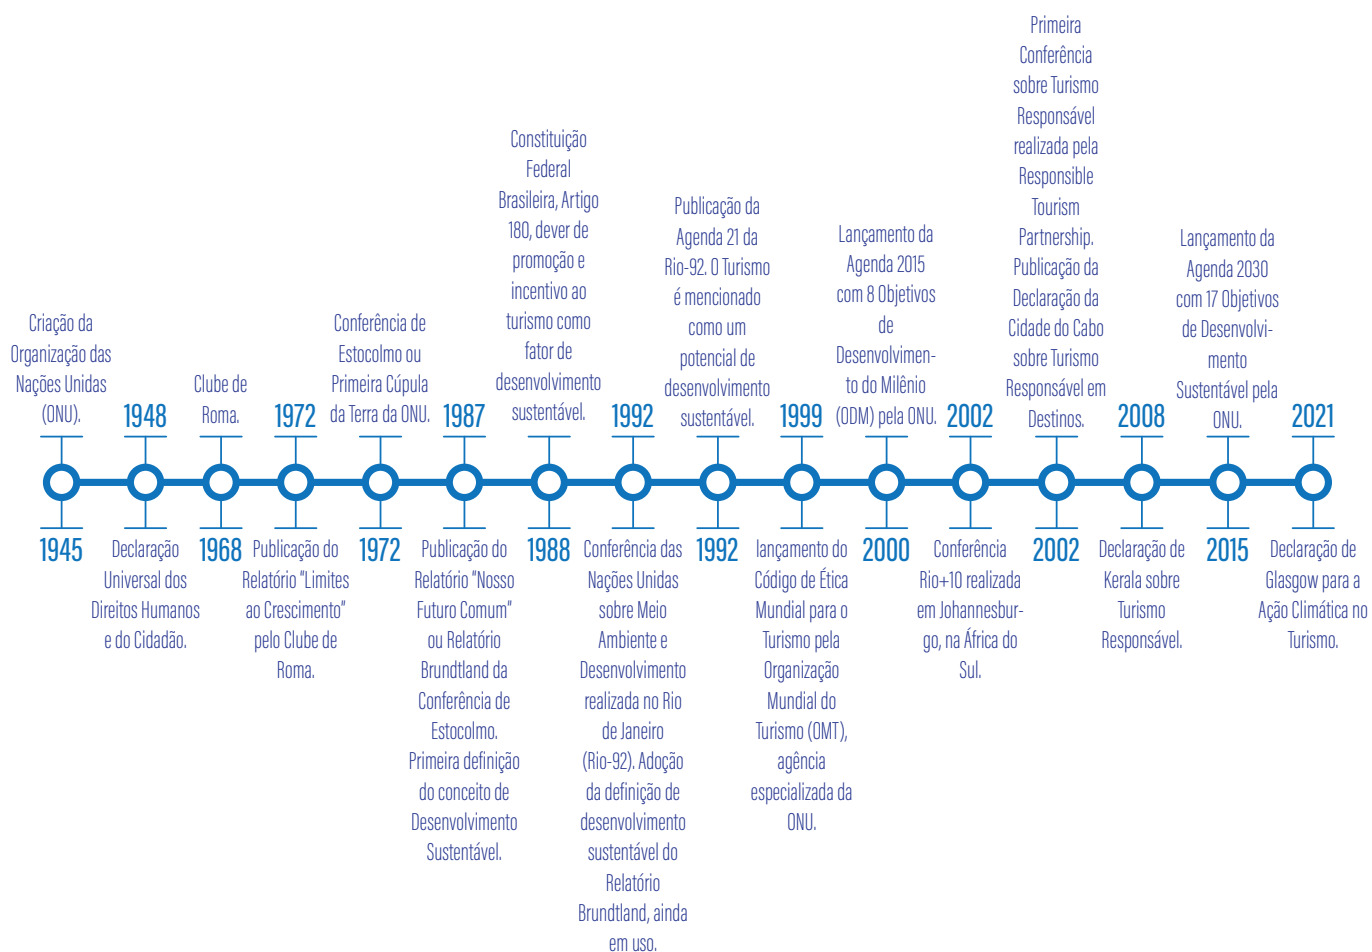 1945
Criação da
Organização das
Nações Unidas
(ONU).
1948
Declaração
Universal dos
Direitos Humanos
e do Cidadão.
1968
Clube de
Roma.
1972
Publicação do
Relatório "Limites
ao Crescimento"
pelo Clube de
Roma.
1972
Conferência de
Estocolmo ou
Primeira Cúpula
da Terra da ONU.
1987
Publicação do
Relatório "Nosso
Futuro Comum"
ou Relatório
Brundtland da
Conferência de
Estocolmo.
Primeira definição
do conceito de
Desenvolvimento
Sustentável.
1988
Constituição
Federal
Brasileira, Artigo
180, dever de
promoção e
incentivo ao
turismo como
fator de
desenvolvimento
sustentável.
1992
Conferência das
Nações Unidas
sobre Meio
Ambiente e
Desenvolvimento
realizada no Rio
de Janeiro
(Rio-92). Adoção
da definição de
desenvolvimento
sustentável do
Relatório
Brundtland, ainda
em uso.
1992
Publicação da
Agenda 21 da
Rio-92. O Turismo
é mencionado
como um
potencial de
desenvolvimento
sustentável.
1999
lançamento do
Código de Ética
Mundial para o
Turismo pela
Organização
Mundial do
Turismo (OMT),
agência
especializada da
ONU.
2000
Lançamento da
Agenda 2015
com 8 Objetivos
de
Desenvolvimen-
to do Milênio
(ODM) pela ONU.
2002
Conferência
Rio+10 realizada
em Johannesbur-
go, na África do
Sul.
2002
Primeira
Conferência
sobre Turismo
Responsável
realizada pela
Responsible
Tourism
Partnership.
Publicação da
Declaração da
Cidade do Cabo
sobre Turismo
Responsável em
Destinos.
2008
Declaração de
Kerala sobre
Turismo
Responsável.
2015
Lançamento da
Agenda 2030
com 17 Objetivos
de Desenvolvi-
mento
Sustentável pela
ONU.
2021
Declaração de
Glasgow para a
Ação Climática no
Turismo.